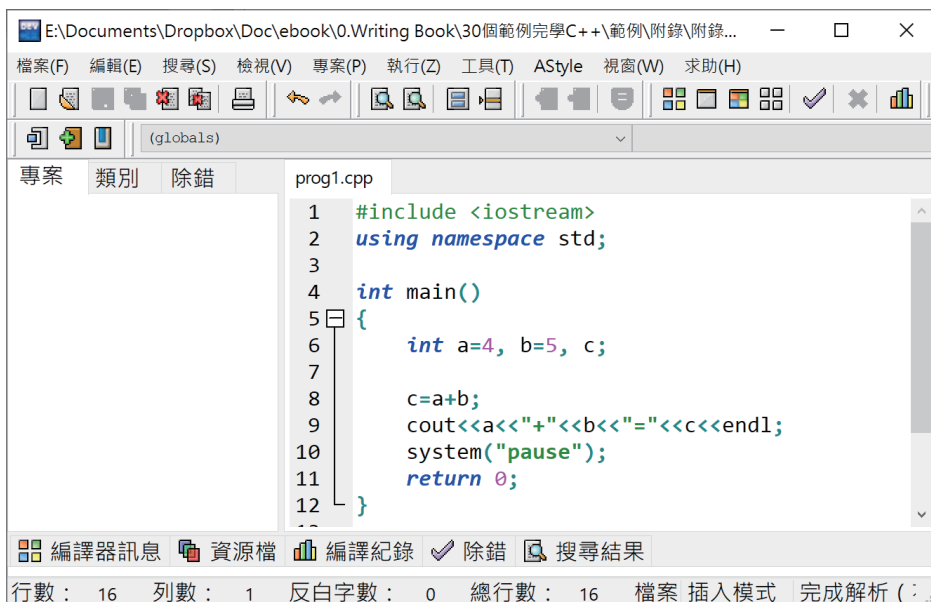 E:\Documents\Dropbox\Doc\ebook\0.Writing Book\30個範例完學C++\範例\附錄\附錄...
檔案(F) 編輯(E) 搜尋(S) 檢視(V) 專案(P) 執行(Z) 工具(T) AStyle 視窗(W) 求助(H)
(globals)
專案 類別 除錯
prog1.cpp
1 #include <iostream>
2 using namespace std;
3
4 int main()
5 {
6 int a=4, b=5, c;
7
8 c=a+b;
9 cout<<a<<"+"<<b<<"="<<c<<endl;
10 system("pause");
11 return 0;
12 }
編譯器訊息 資源檔 編譯紀錄 除錯 搜尋結果
行數： 16 列數： 1 反白字數： 0 總行數： 16 檔案 插入模式 完成解析 (